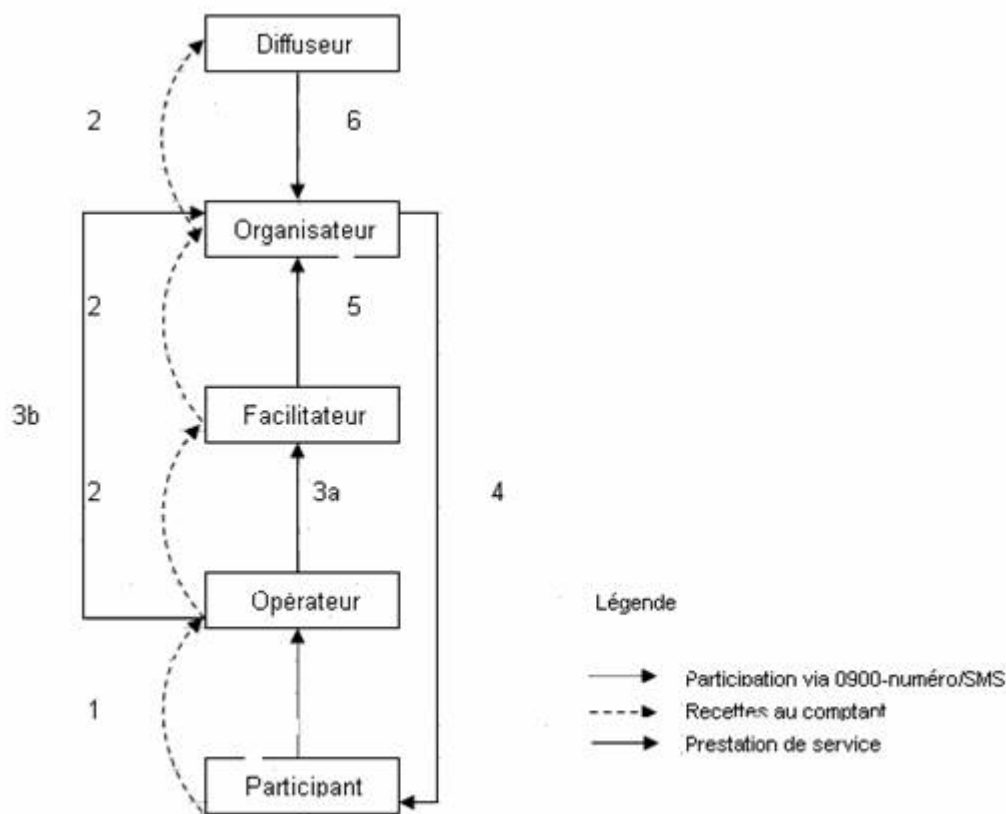 Diffuseur
2
6
Organisateur
2
5
Facilitateur
3b
2
3a
4
Opérateur
Légende
Participation via 0900-numéro/SMS
1
Recettes au comptant
Prestation de service
Participant